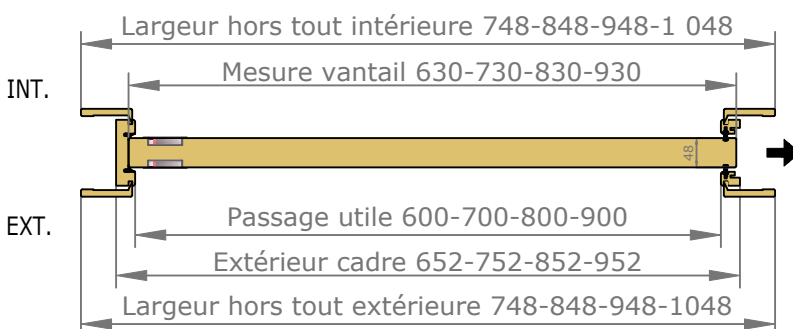 Largeur hors tout intérieure 748-848-948-1 048
Mesure vantail 630-730-830-930
INT.
48
EXT.
Passage utile 600-700-800-900
Extérieur cadre 652-752-852-952
Largeur hors tout extérieure 748-848-948-1048